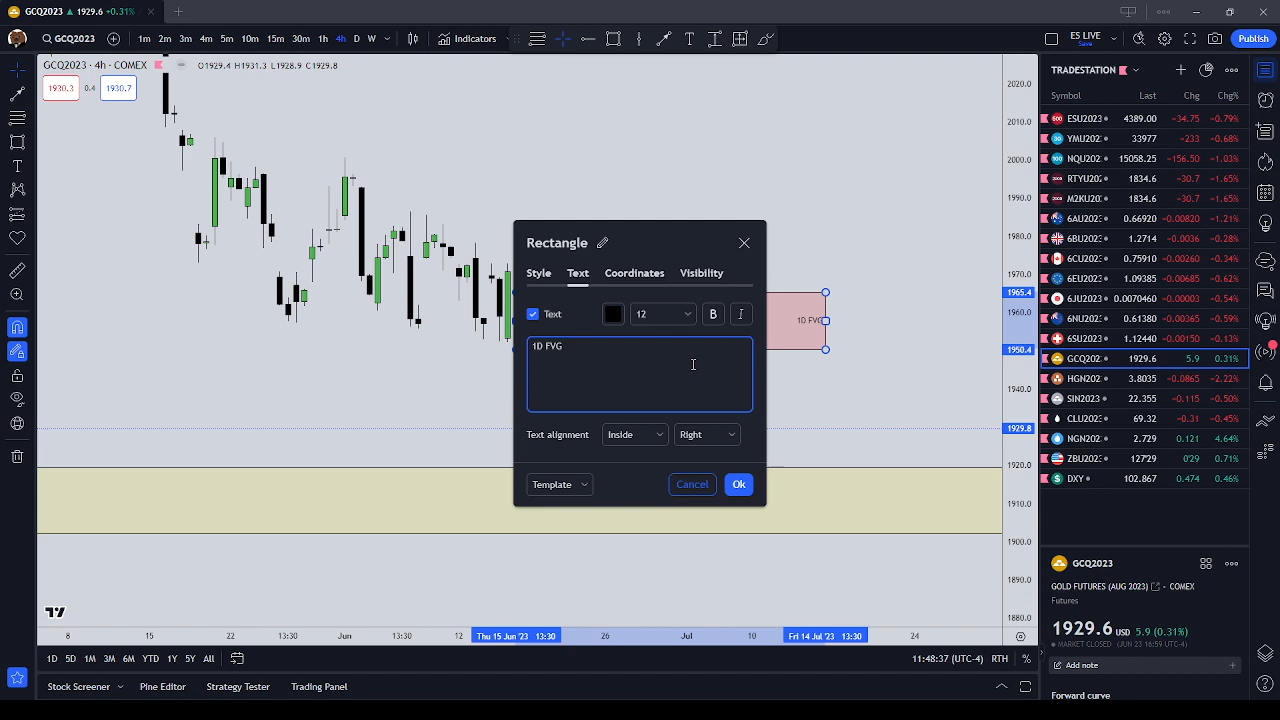 GCQ2023 ▲ 1929.6 +0.31%
GCQ2023
1m 2m 3m 4m 5m 10m 15m 30m 1h 4h D W
Indicators
ES LIVE
Save
Publish
GCQ2023 · 4h · COMEX
O1929.4 H1931.3 L1928.9 C1929.8
1930.3 0.4 1930.7
TRADESTATION
Symbol Last Chg Chg%
ESU2023 4389.00 −34.75 −0.79%
YMU202 33977 −233 −0.68%
NQU202 15058.25 −156.50 −1.03%
RTYU20 1834.6 −30.7 −1.65%
M2KU20 1834.6 −30.7 −1.65%
6AU2023 0.66920 −0.00820 −1.21%
6BU2023 1.2714 −0.0036 −0.28%
6CU2023 0.75910 −0.00260 −0.34%
6EU2023 1.09385 −0.00685 −0.62%
6JU2023 0.0070460 −0.00003 −0.54%
6NU2023 0.61380 −0.00365 −0.59%
6SU2023 1.12440 −0.00150 −0.13%
GCQ202 1929.6 5.9 0.31%
HGN202 3.8035 −0.0865 −2.22%
SIN2023 22.355 −0.115 −0.50%
CLU2023 69.32 −0.31 −0.45%
NGN202 2.729 0.121 4.64%
ZBU202 127'29 0'29 0.71%
DXY 102.867 0.474 0.46%
2020.0
2010.0
2000.0
1990.0
1980.0
1970.0
1965.4
1960.0
1950.4
1940.0
1929.8
1920.0
1910.0
1900.0
1890.0
1880.0
Rectangle
Style Text Coordinates Visibility
Text 12 B I
1D FVG
Text alignment Inside Right
Template Cancel Ok
1D FVG
8 15 22 13:30 Jun 13:30 12 Thu 15 Jun '23 13:30 26 Jul 10 Fri 14 Jul '23 13:30 24
1D 5D 1M 3M 6M YTD 1Y 5Y All
11:48:37 (UTC-4) RTH %
Stock Screener Pine Editor Strategy Tester Trading Panel
GCQ2023
GOLD FUTURES (AUG 2023) · COMEX
Futures
1929.6 USD 5.9 (0.31%)
MARKET CLOSED (JUN 23 16:59 UTC-4)
Add note
Forward curve